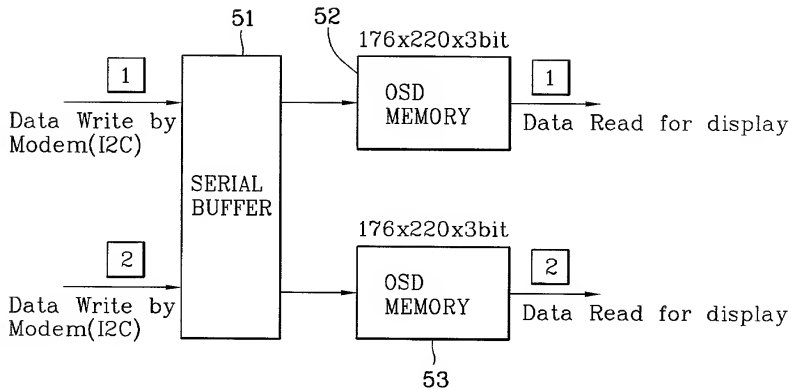 51
52
176x220x3bit
1
1
OSD
MEMORY
Data Write by
Modem(I2C)
Data Read for display
SERIAL
BUFFER
176x220x3bit
2
2
OSD
MEMORY
Data Write by
Modem(I2C)
Data Read for display
53